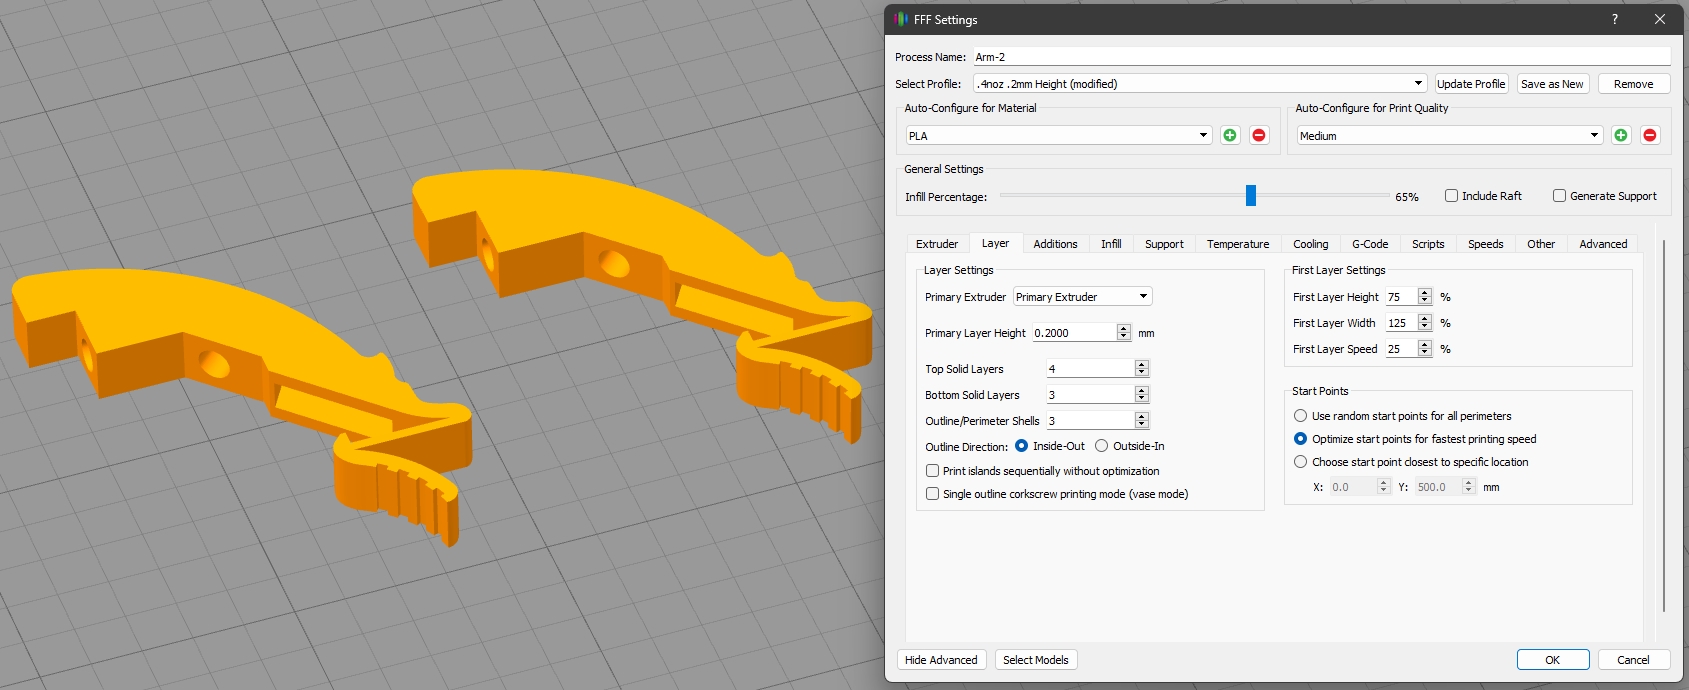 FFF Settings
Process Name: Arm-2
Select Profile: .4noz .2mm Height (modified) Update Profile Save as New Remove
Auto-Configure for Material
PLA
Auto-Configure for Print Quality
Medium
General Settings
Infill Percentage: 65% Include Raft Generate Support
Extruder Layer Additions Infill Support Temperature Cooling G-Code Scripts Speeds Other Advanced
Layer Settings
Primary Extruder Primary Extruder
Primary Layer Height 0.2000 mm
Top Solid Layers 4
Bottom Solid Layers 3
Outline/Perimeter Shells 3
Outline Direction: Inside-Out Outside-In
Print islands sequentially without optimization
Single outline corkscrew printing mode (vase mode)
First Layer Settings
First Layer Height 75 %
First Layer Width 125 %
First Layer Speed 25 %
Start Points
Use random start points for all perimeters
Optimize start points for fastest printing speed
Choose start point closest to specific location
X: 0.0 Y: 500.0 mm
Hide Advanced Select Models OK Cancel